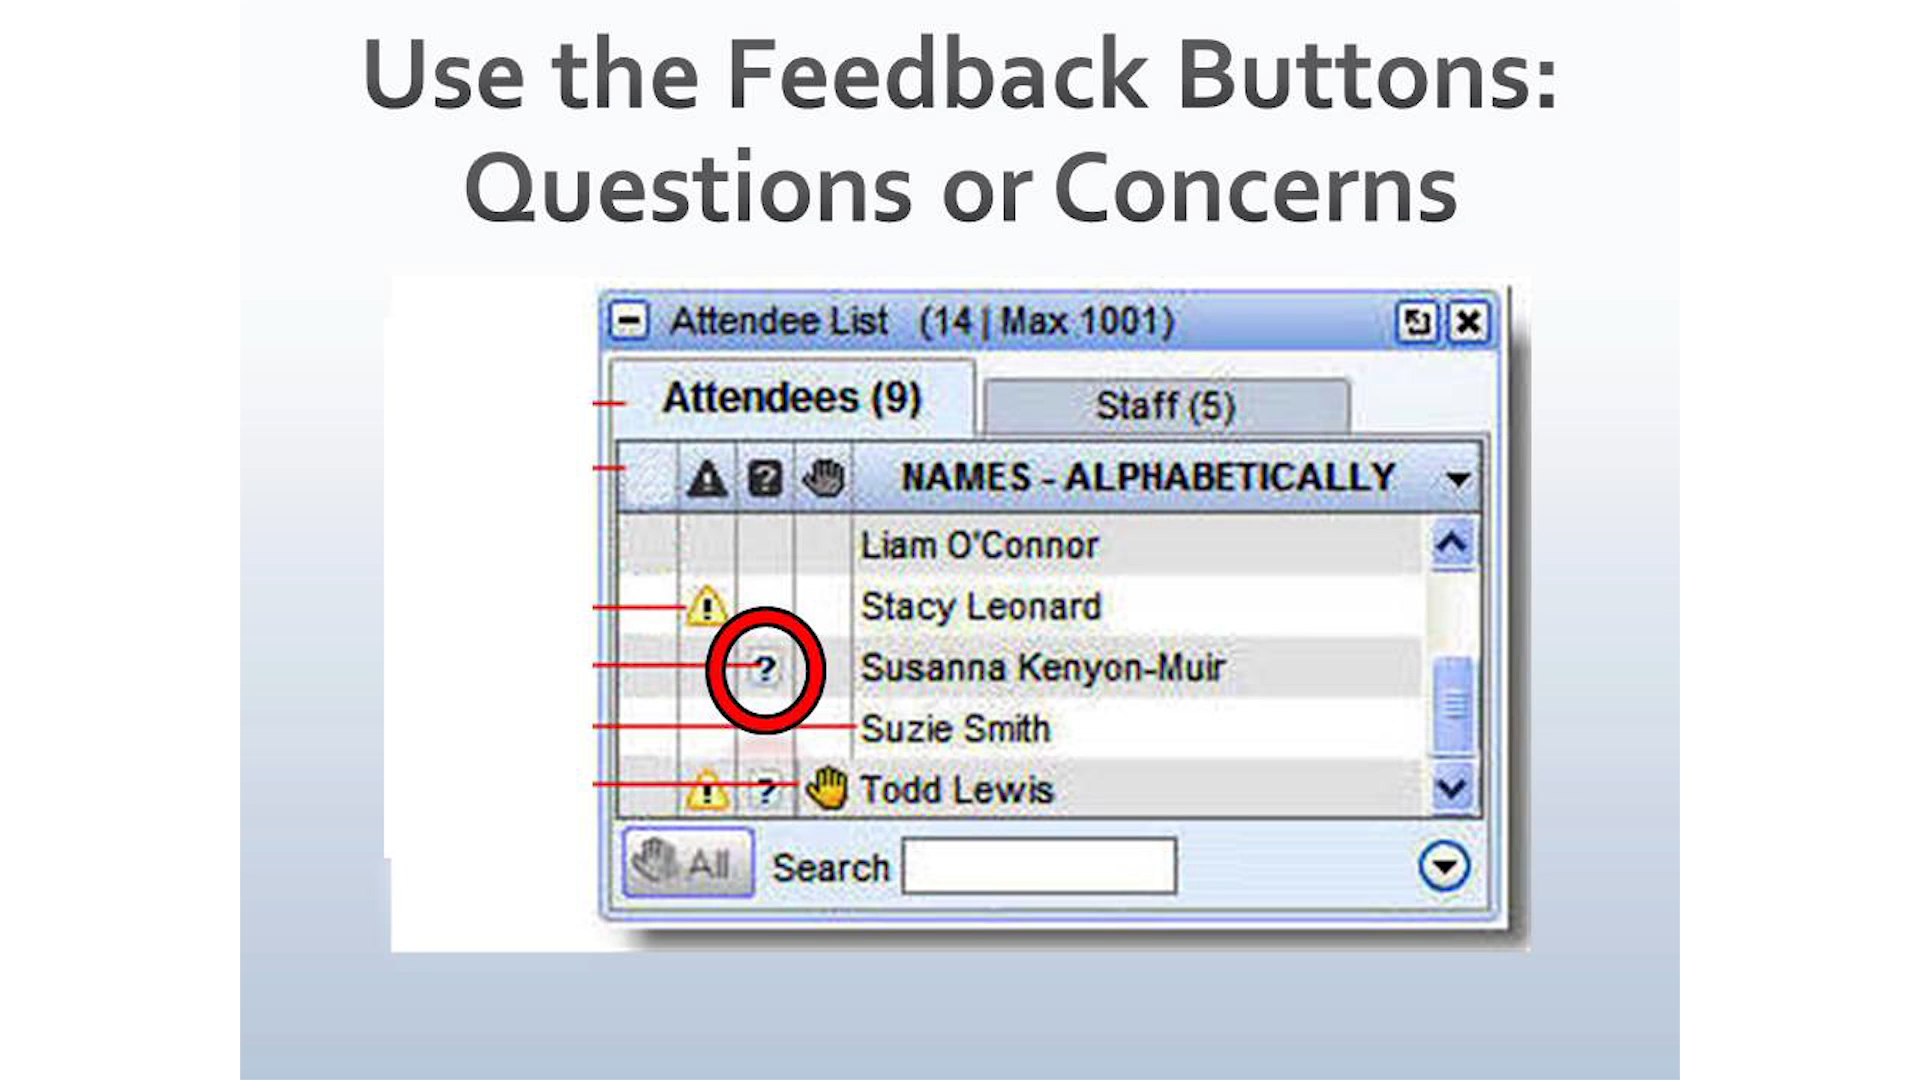 Use the Feedback Buttons:
Questions or Concerns
Attendee List (14 | Max 1001)
Attendees (9)
Staff (5)
NAMES - ALPHABETICALLY
Liam O'Connor
Stacy Leonard
? Susanna Kenyon-Muir
Suzie Smith
? Todd Lewis
All Search